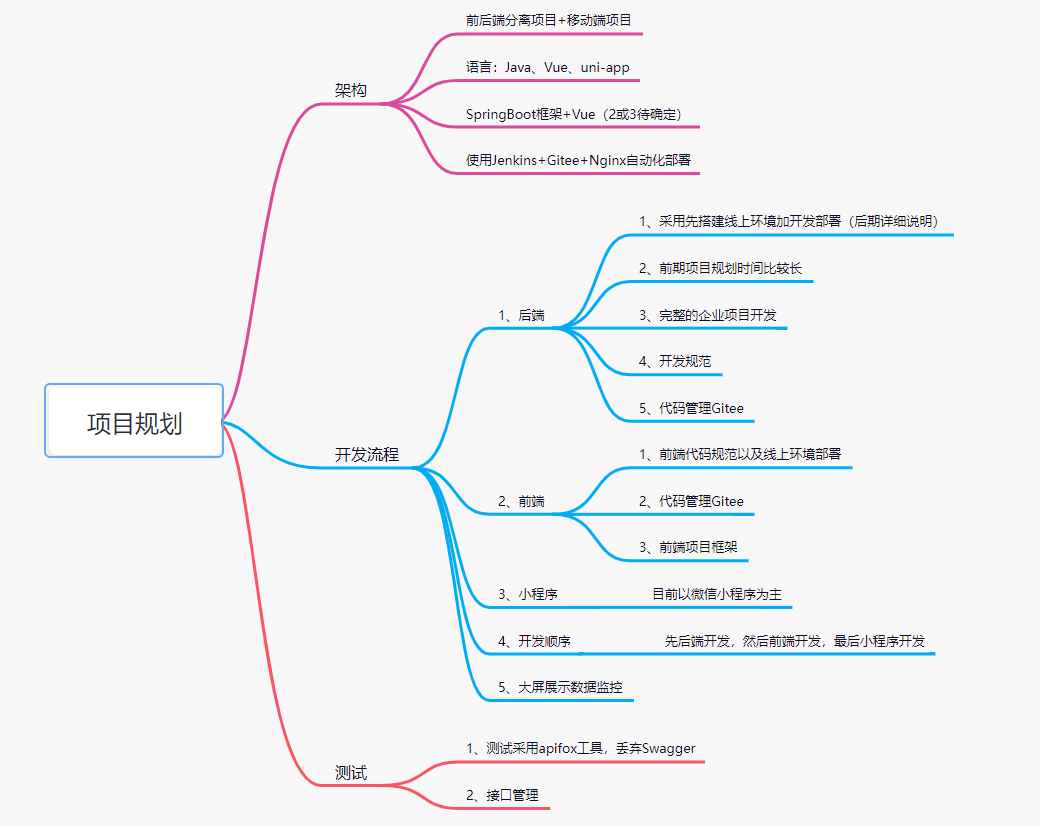 项目规划
架构
前后端分离项目+移动端项目
语言：Java、Vue、uni-app
SpringBoot框架+Vue（2或3待确定）
使用Jenkins+Gitee+Nginx自动化部署
开发流程
1、后端
1、采用先搭建线上环境加开发部署（后期详细说明）
2、前期项目规划时间比较长
3、完整的企业项目开发
4、开发规范
5、代码管理Gitee
2、前端
1、前端代码规范以及线上环境部署
2、代码管理Gitee
3、前端项目框架
3、小程序
目前以微信小程序为主
4、开发顺序
先后端开发，然后前端开发，最后小程序开发
5、大屏展示数据监控
测试
1、测试采用apifox工具，丢弃Swagger
2、接口管理